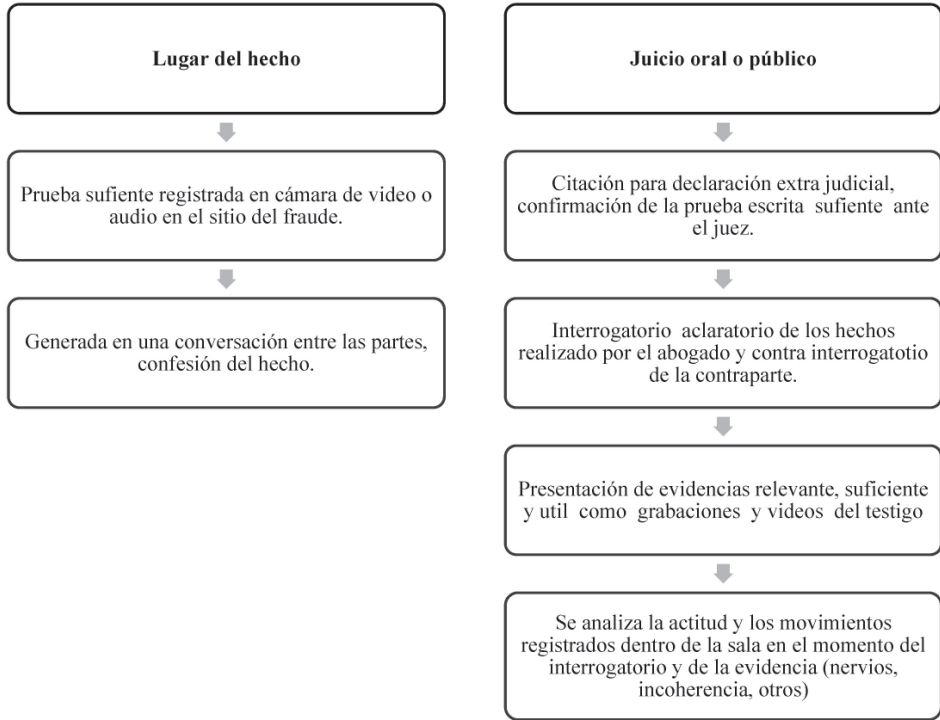 Lugar del hecho
Prueba sufiente registrada en cámara de video o
audio en el sitio del fraude.
Generada en una conversación entre las partes,
confesión del hecho.
Juicio oral o público
Citación para declaración extra judicial,
confirmación de la prueba escrita sufiente ante
el juez.
Interrogatorio aclaratorio de los hechos
realizado por el abogado y contra interrogatotio
de la contraparte.
Presentación de evidencias relevante, suficiente
y util como grabaciones y videos del testigo
Se analiza la actitud y los movimientos
registrados dentro de la sala en el momento del
interrogatorio y de la evidencia (nervios,
incoherencia, otros)